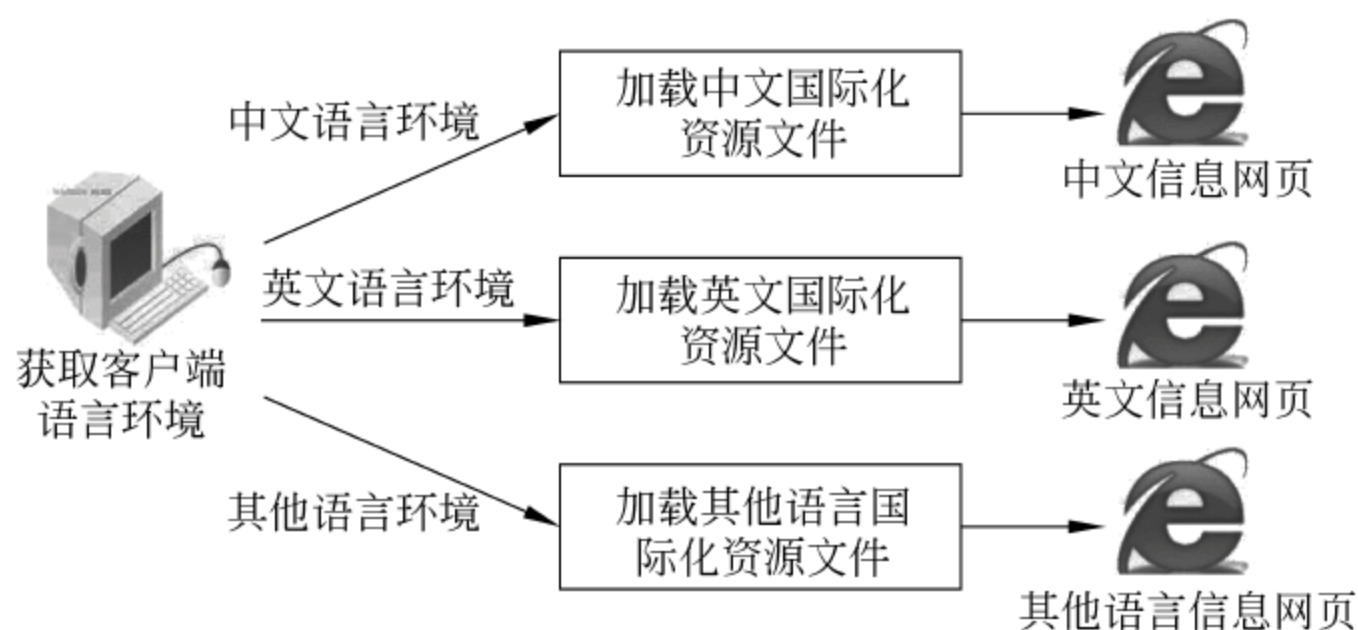 中文语言环境
加载中文国际化
资源文件
中文信息网页
英文语言环境
加载英文国际化
资源文件
英文信息网页
获取客户端
语言环境
其他语言环境
加载其他语言国
际化资源文件
其他语言信息网页